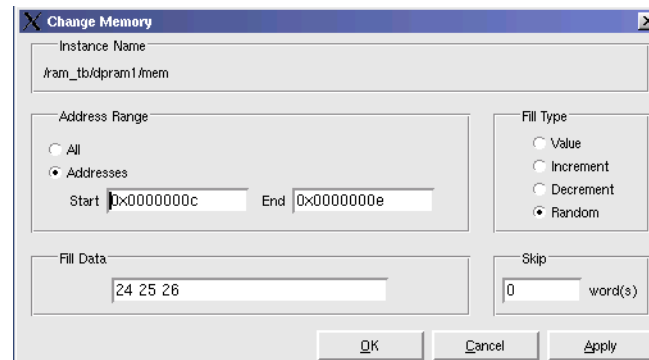 Change Memory
Instance Name
/ram_tb/dpram1/mem
Address Range
All
Addresses
Start 0x0000000c End 0x0000000e
Fill Type
Value
Increment
Decrement
Random
Fill Data
24 25 26
Skip
0 word(s)
OK Cancel Apply